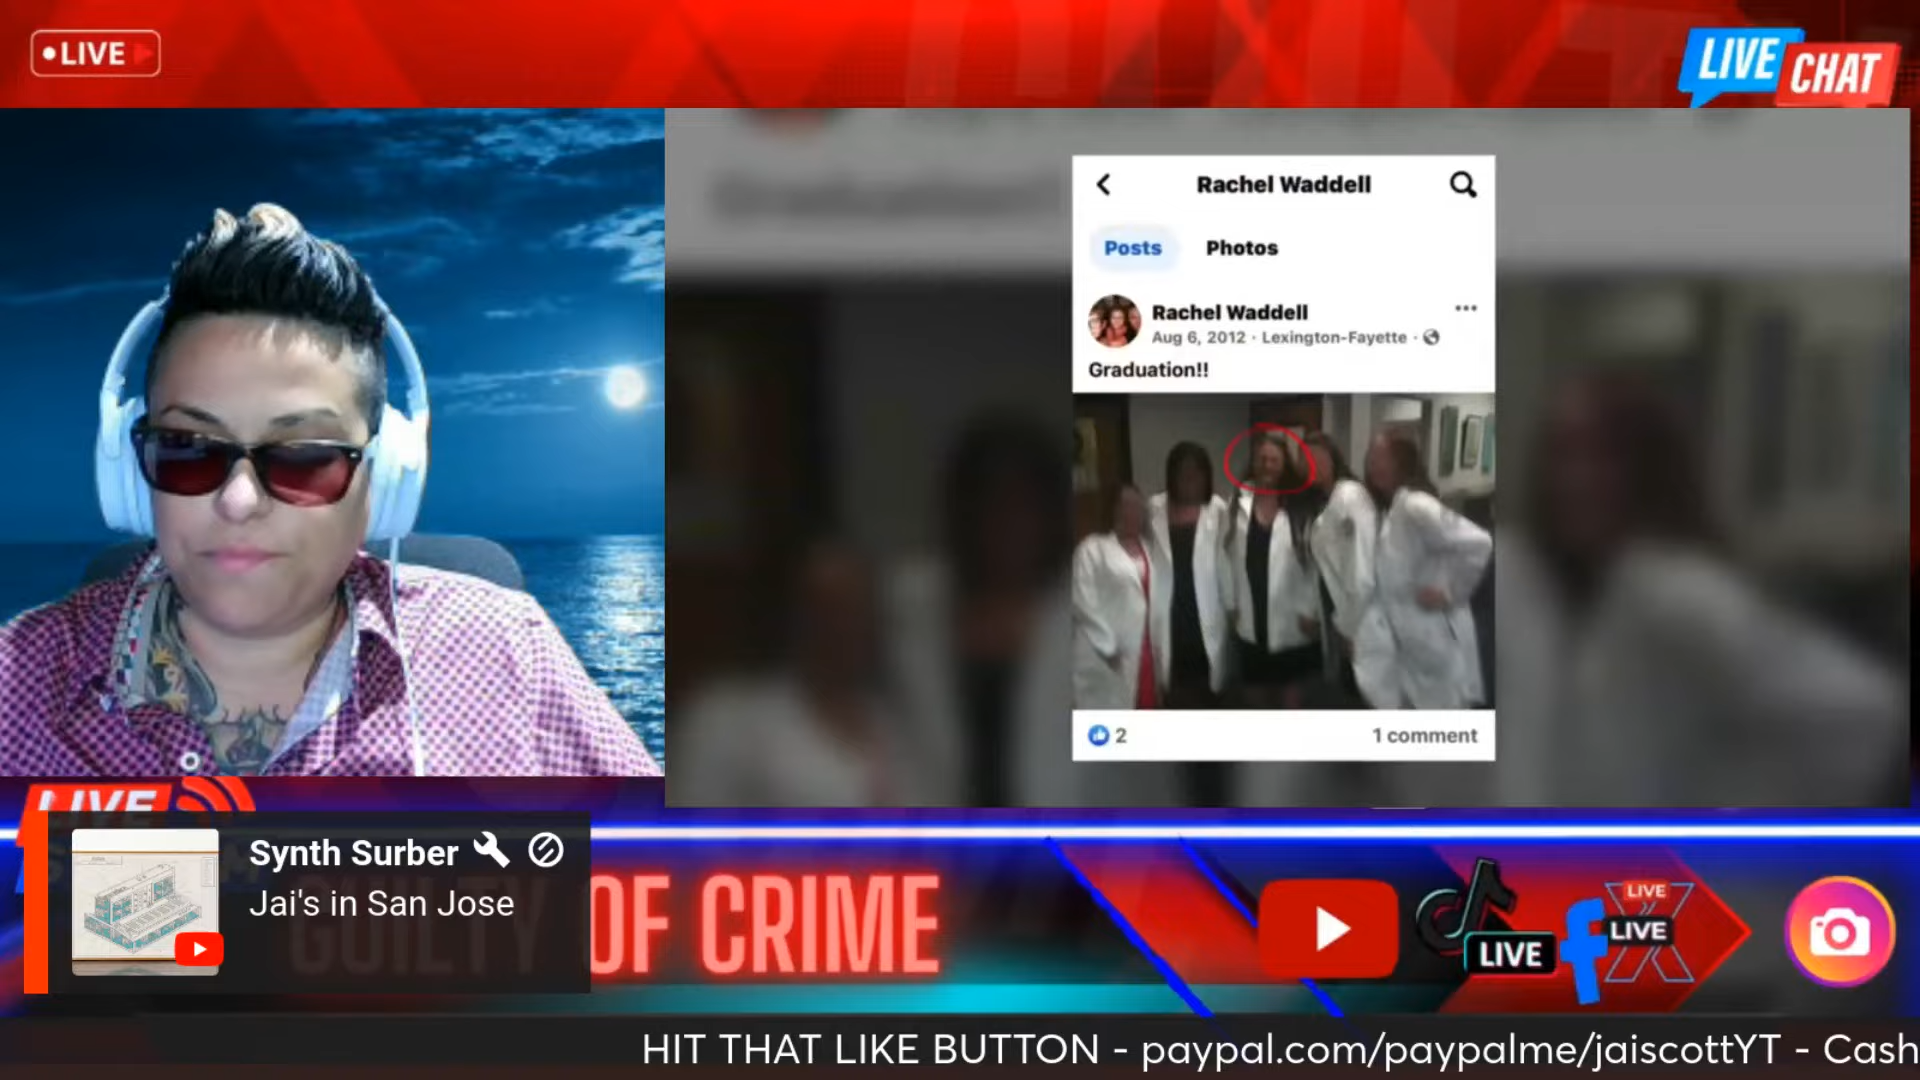 LIVE
LIVE
CHAT
Rachel Waddell
Posts
Photos
Rachel Waddell
Aug 6, 2012 · Lexington-Fayette ·
Graduation!!
2
1 comment
LIVE
Synth Surber
Jai's in San Jose
GUILTY OF CRIME
LIVE
LIVE
LIVE
HIT THAT LIKE BUTTON - paypal.com/paypalme/jaiscottYT - Cash